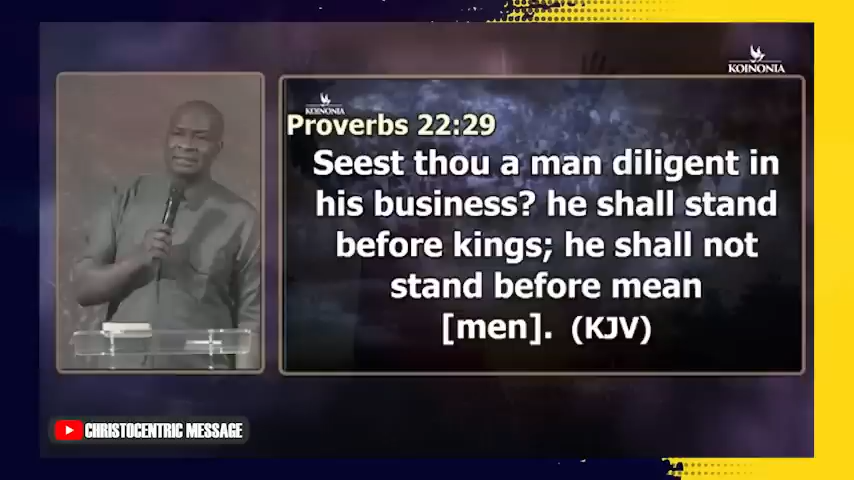 KOINONIA
KOINONIA
Proverbs 22:29
Seest thou a man diligent in
his business? he shall stand
before kings; he shall not
stand before mean
[men]. (KJV)
CHRISTOCENTRIC MESSAGE